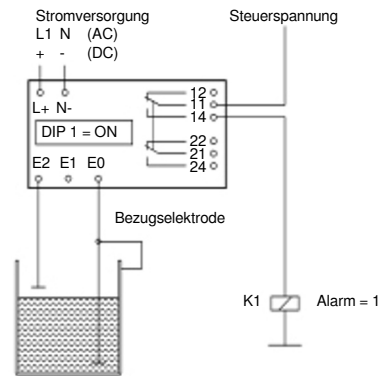 Stromversorgung
Steuerspannung
L1 N (AC)
+ - (DC)
L+ N-
12
11
14
DIP 1 = ON
22
21
24
E2 E1 E0
Bezugselektrode
K1 Alarm = 1